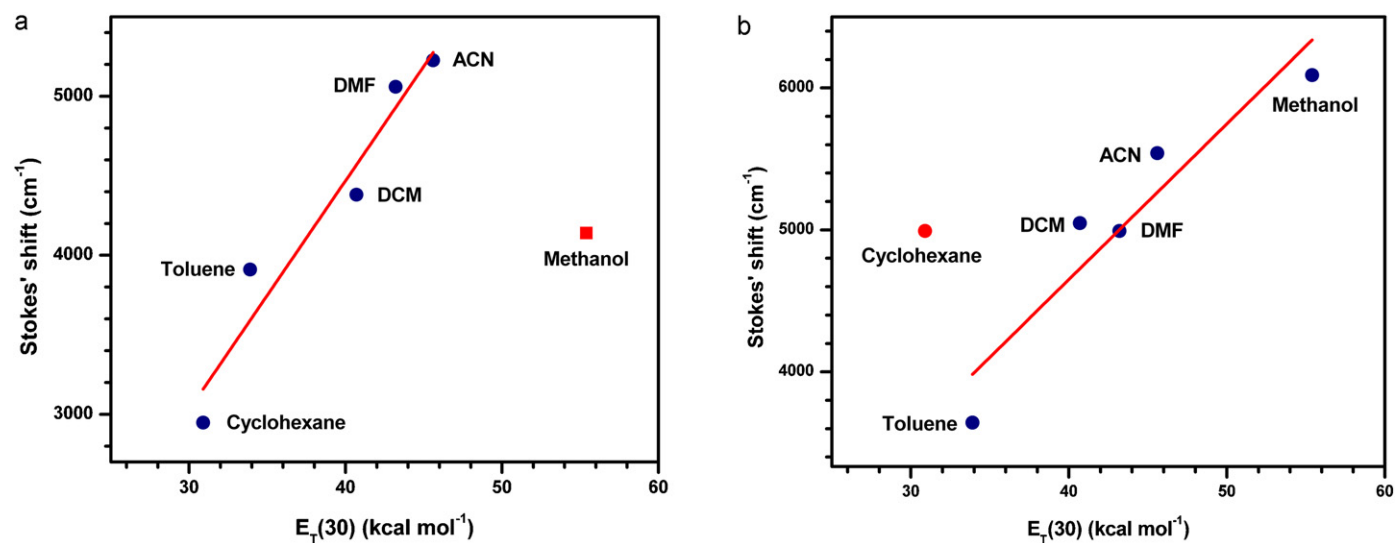 a
Stokes' shift (cm⁻¹)
5000
4000
3000
ACN
DMF
DCM
Toluene
Methanol
Cyclohexane
30 40 50 60
E_T(30) (kcal mol⁻¹)
b
Stokes' shift (cm⁻¹)
6000
5000
4000
Methanol
ACN
DCM
DMF
Cyclohexane
Toluene
30 40 50 60
E_T(30) (kcal mol⁻¹)